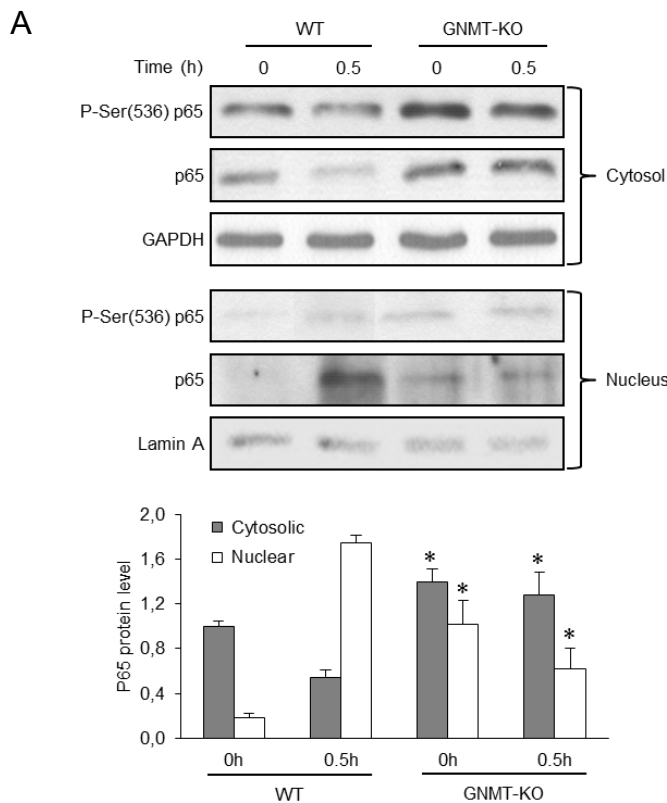 A
WT GNMT-KO
Time (h) 0 0.5 0 0.5
P-Ser(536) p65
p65
GAPDH
Cytosol
P-Ser(536) p65
p65
Lamin A
Nucleus
P65 protein level
2,0
1,6
1,2
0,8
0,4
0,0
Cytosolic
Nuclear
* * * *
0h 0.5h 0h 0.5h
WT GNMT-KO